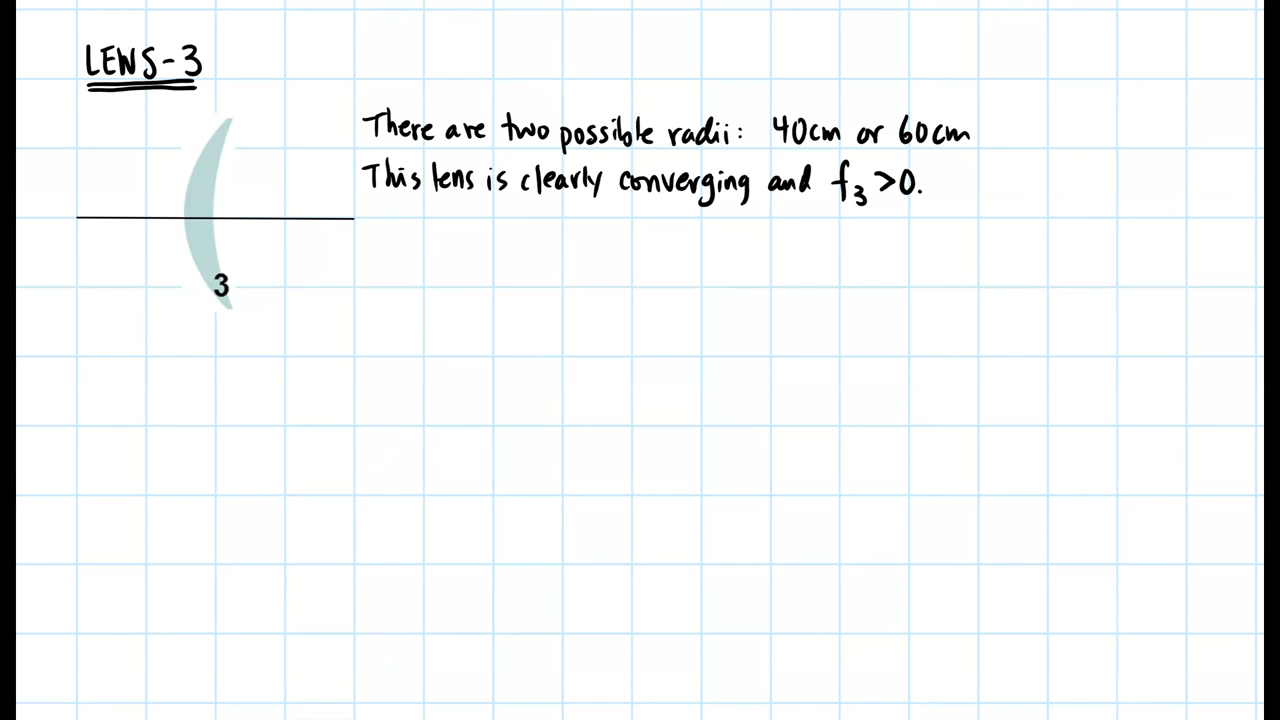 LENS-3
There are two possible radii: 40cm or 60cm
This lens is clearly converging and f₃ >0.
3